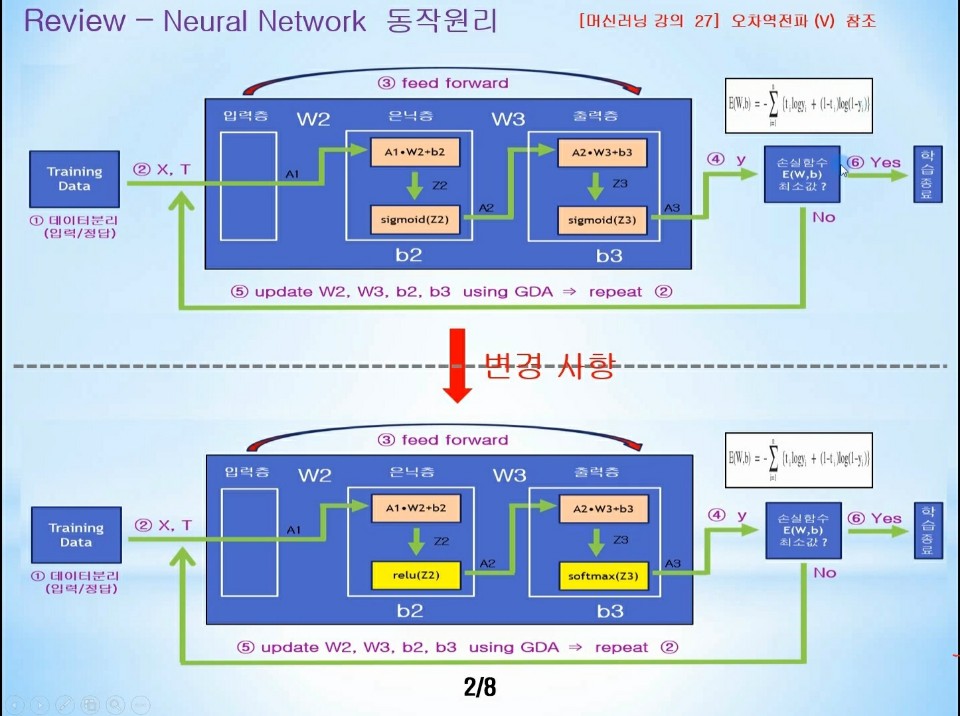 Review – Neural Network 동작원리
[머신러닝 강의 27] 오차역전파 (V) 참조
③ feed forward
입력층
W2
은닉층
W3
출력층
E(W,b) = -∑{t_i logy_i + (1-t_i)log(1-y_i)}
Training
Data
② X, T
A1
A1•W2+b2
Z2
sigmoid(Z2)
A2
A2•W3+b3
Z3
sigmoid(Z3)
A3
④ y
손실함수
E(W,b)
최소값 ?
⑥ Yes
학
습
종
료
① 데이터분리
(입력/정답)
b2
b3
No
⑤ update W2, W3, b2, b3 using GDA ⇒ repeat ②
변경 사항
③ feed forward
입력층
W2
은닉층
W3
출력층
E(W,b) = -∑{t_i logy_i + (1-t_i)log(1-y_i)}
Training
Data
② X, T
A1
A1•W2+b2
Z2
relu(Z2)
A2
A2•W3+b3
Z3
softmax(Z3)
A3
④ y
손실함수
E(W,b)
최소값 ?
⑥ Yes
학
습
종
료
① 데이터분리
(입력/정답)
b2
b3
No
⑤ update W2, W3, b2, b3 using GDA ⇒ repeat ②
2/8